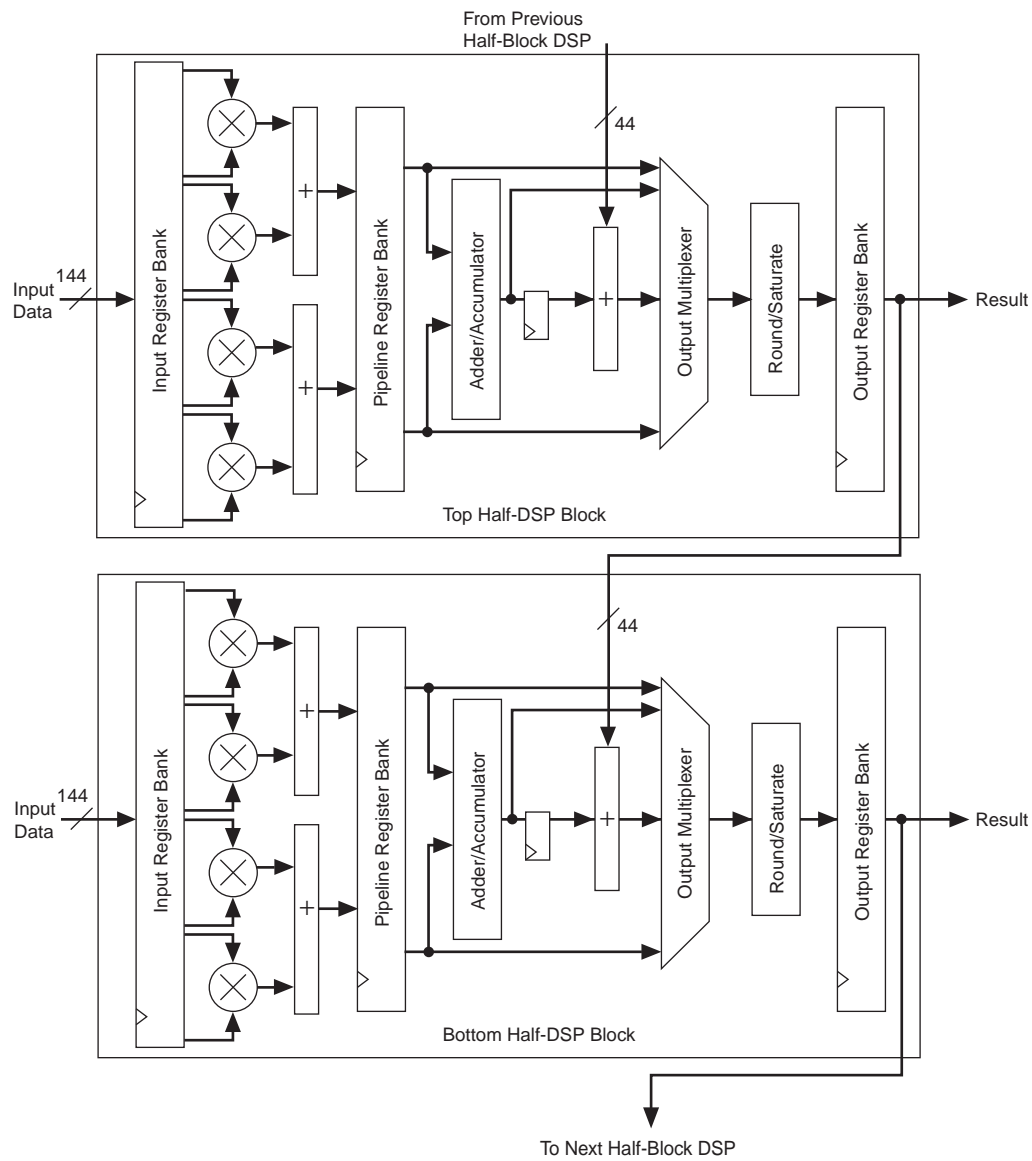 From Previous
Half-Block DSP
44
144
Input
Data
Input Register Bank
+
+
Pipeline Register Bank
Adder/Accumulator
+
Output Multiplexer
Round/Saturate
Output Register Bank
Result
Top Half-DSP Block
44
144
Input
Data
Input Register Bank
+
+
Pipeline Register Bank
Adder/Accumulator
+
Output Multiplexer
Round/Saturate
Output Register Bank
Result
Bottom Half-DSP Block
To Next Half-Block DSP